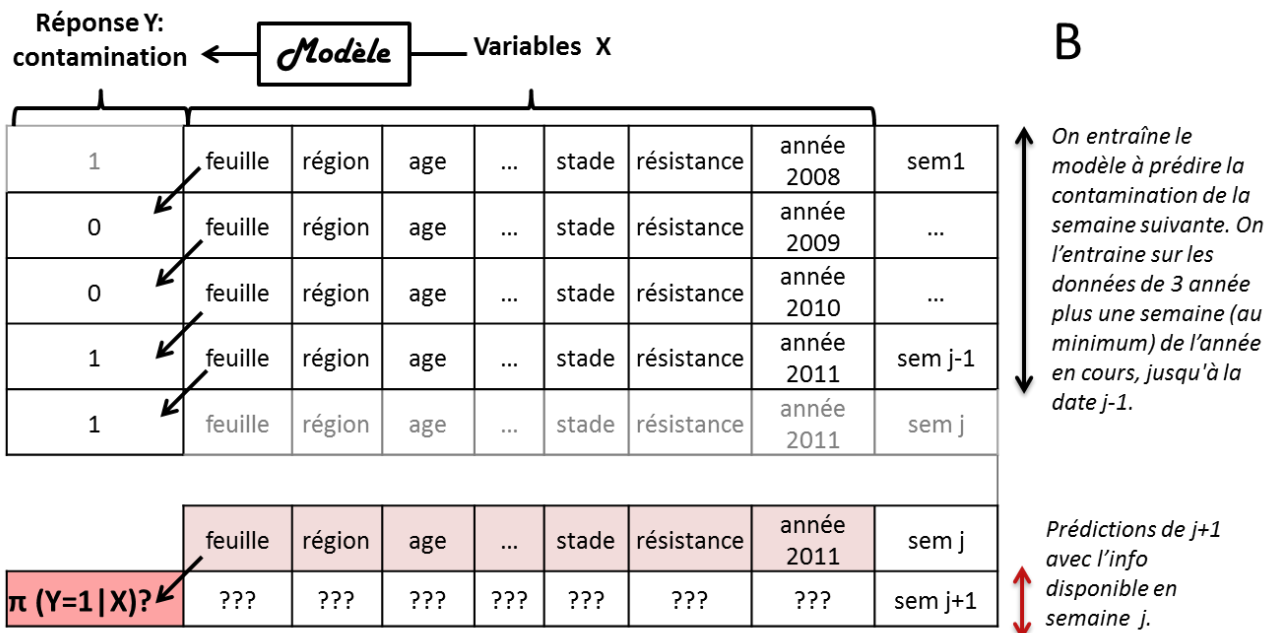 Réponse Y:
contamination
Modèle
Variables X
B
1 feuille région age ... stade résistance année 2008 sem1
0 feuille région age ... stade résistance année 2009 ...
0 feuille région age ... stade résistance année 2010 ...
1 feuille région age ... stade résistance année 2011 sem j-1
1 feuille région age ... stade résistance année 2011 sem j
On entraîne le
modèle à prédire la
contamination de la
semaine suivante. On
l’entraine sur les
données de 3 année
plus une semaine (au
minimum) de l’année
en cours, jusqu'à la
date j-1.
feuille région age ... stade résistance année 2011 sem j
π (Y=1|X)? ??? ??? ??? ??? ??? ??? ??? sem j+1
Prédictions de j+1
avec l’info
disponible en
semaine j.